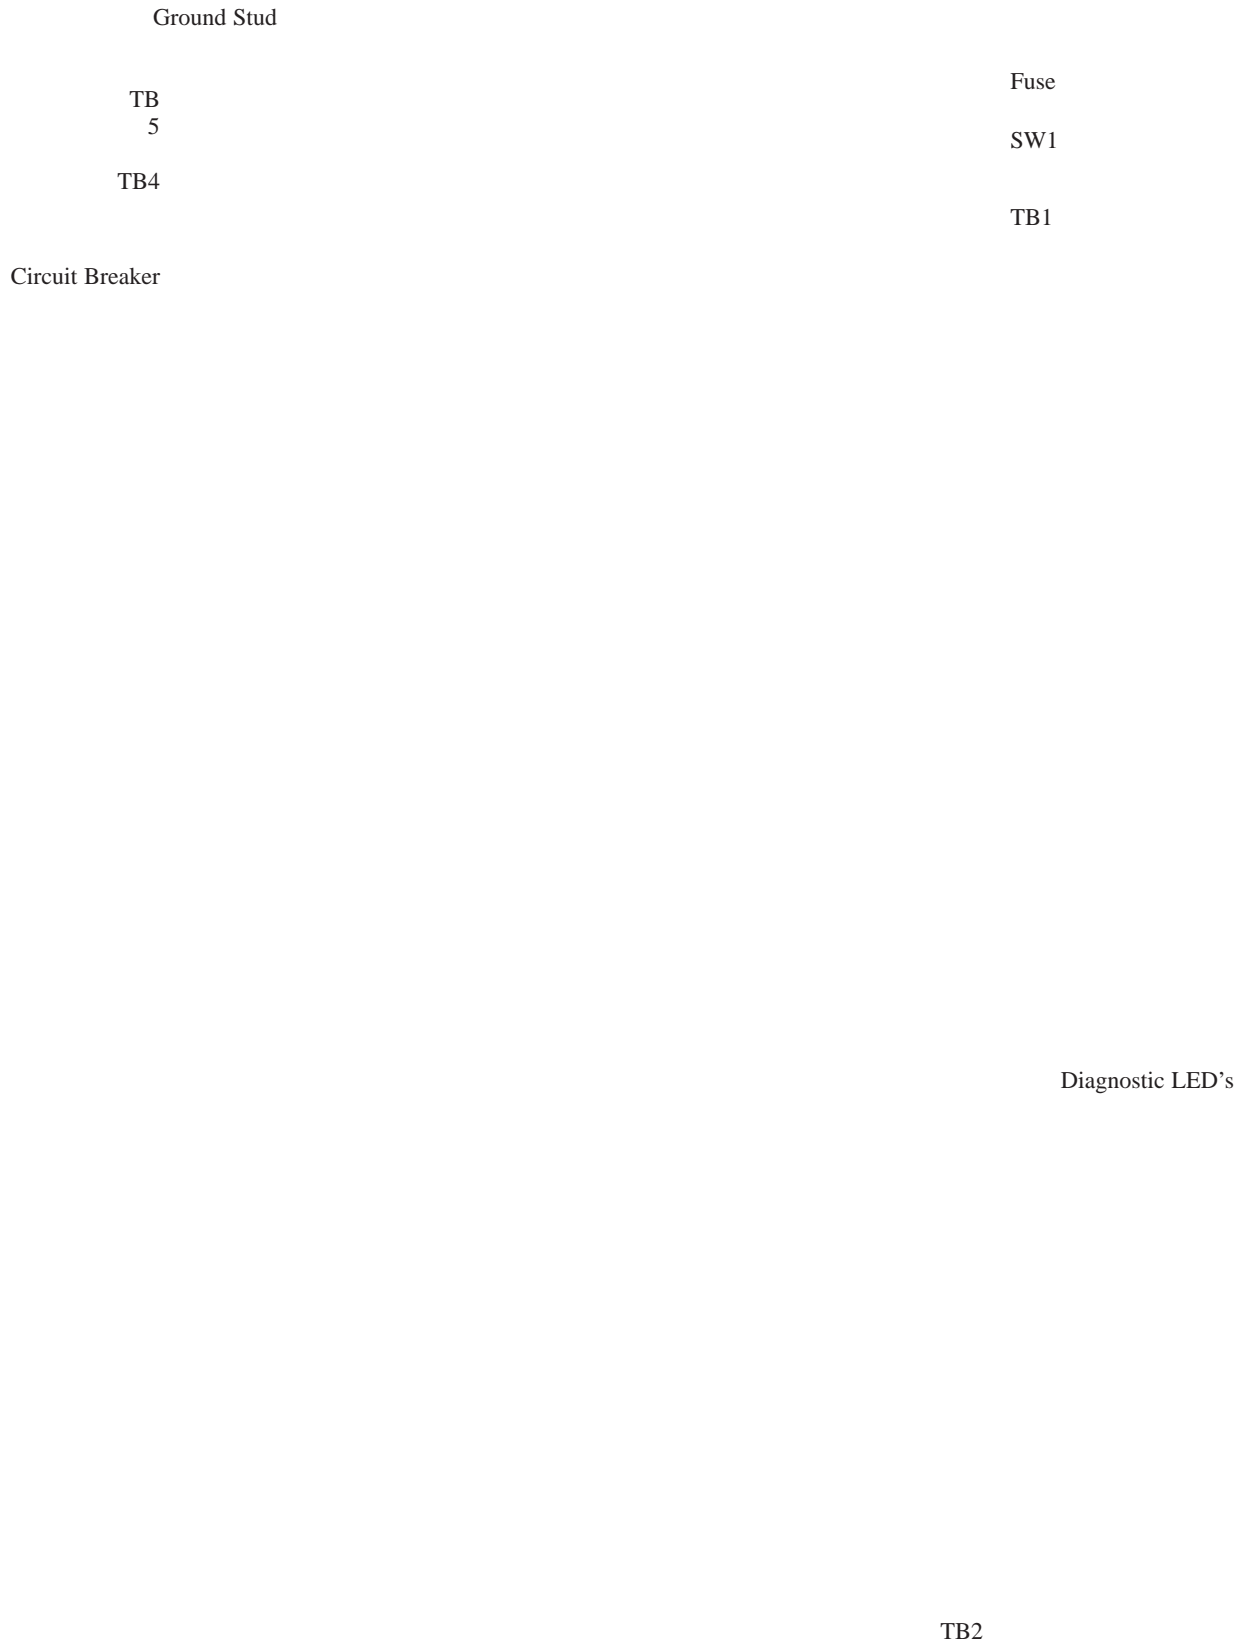 Ground Stud
Fuse
TB
5
SW1
TB4
TB1
Circuit Breaker
Diagnostic LED’s
TB2